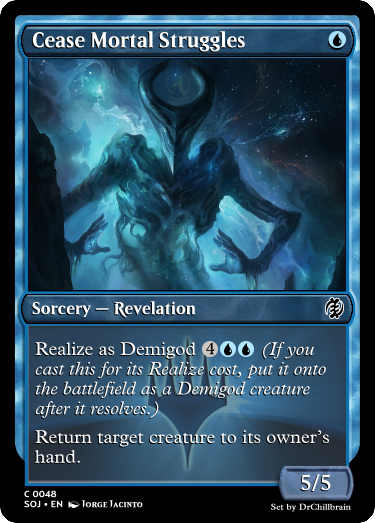 Cease Mortal Struggles
Sorcery — Revelation
Realize as Demigod 4 (If you
cast this for its Realize cost, put it onto
the battlefield as a Demigod creature
after it resolves.)
Return target creature to its owner's
hand.
5/5
C 0048
SOJ • EN Jorge Jacinto
Set by DrChillbrain